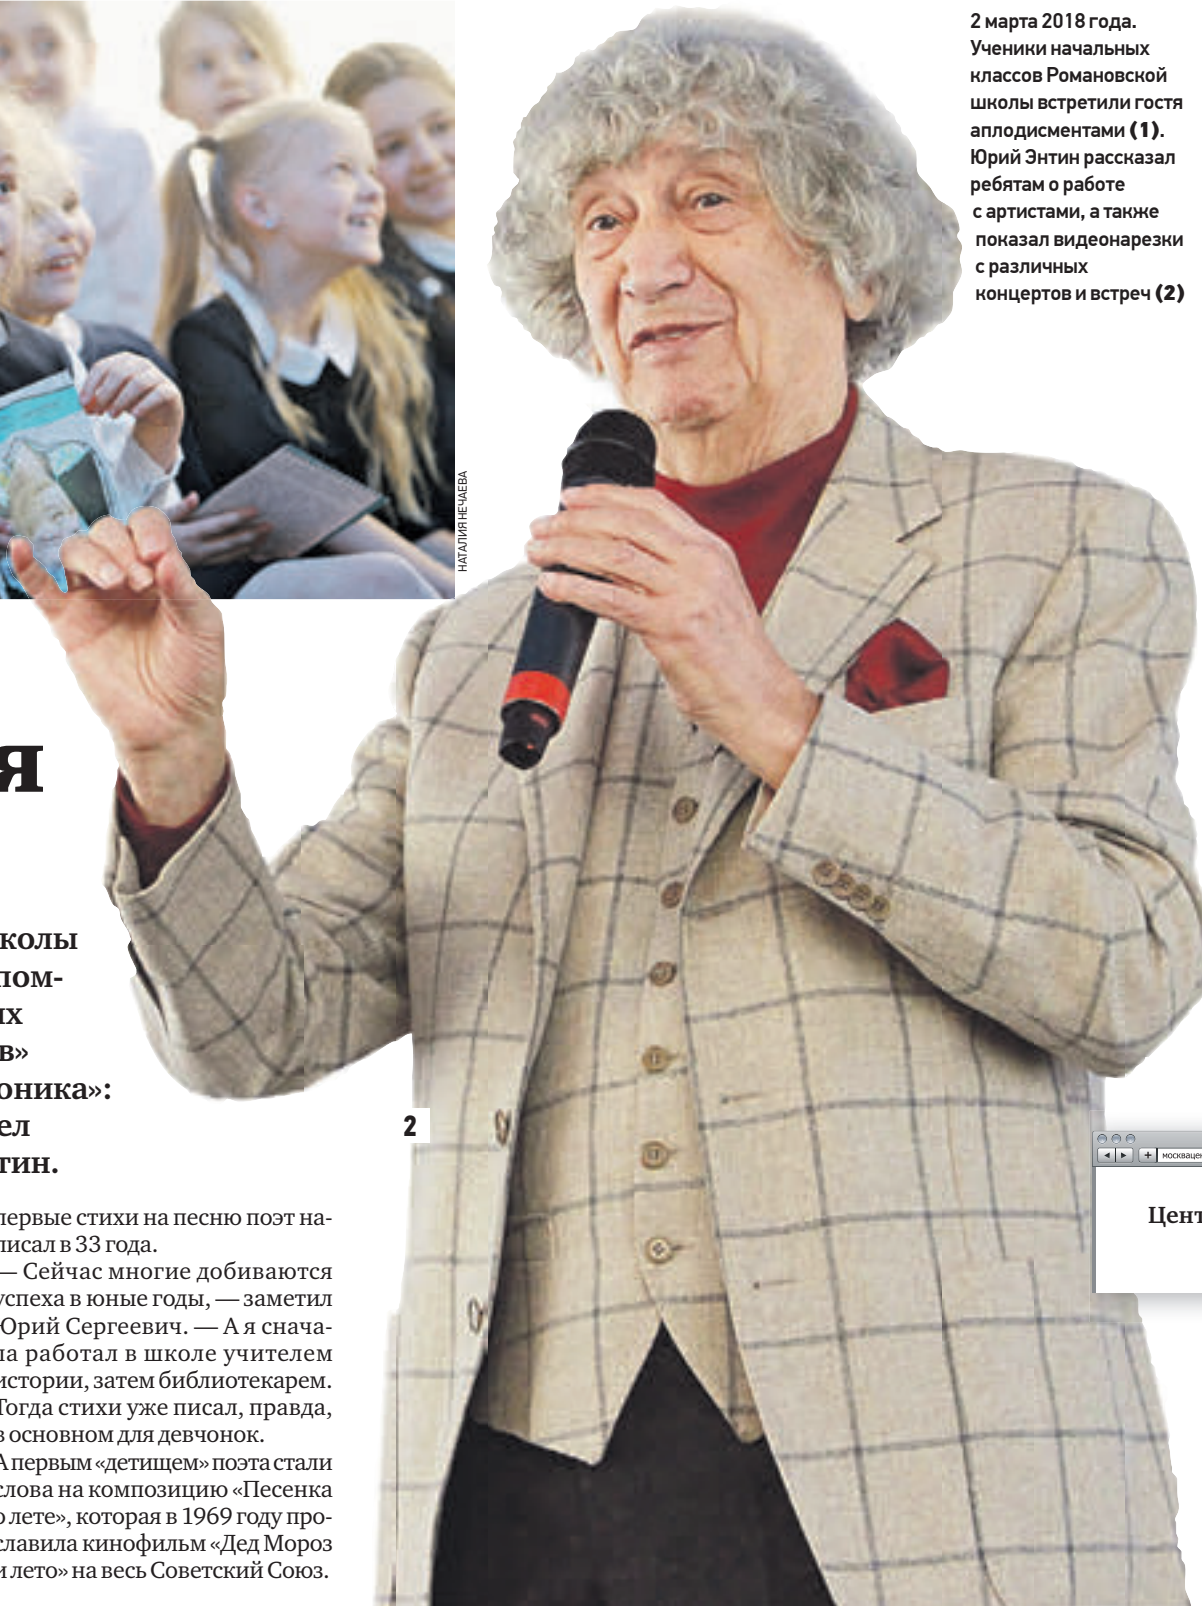 2 марта 2018 года.
Ученики начальных
классов Романовской
школы встретили гостя
аплодисментами (1).
Юрий Энтин рассказал
ребятам о работе
с артистами, а также
показал видеонарезки
с различных
концертов и встреч (2)
НАТАЛИЯ НЕЧАЕВА
я
колы
пом-
их
в»
оника»:
ел
тин.
2
первые стихи на песню поэт на-
писал в 33 года.
— Сейчас многие добиваются
успеха в юные годы, — заметил
Юрий Сергеевич. — А я снача-
ла работал в школе учителем
истории, затем библиотекарем.
Тогда стихи уже писал, правда,
в основном для девчонок.
А первым «детищем» поэта стали
слова на композицию «Песенка
о лете», которая в 1969 году про-
славила кинофильм «Дед Мороз
и лето» на весь Советский Союз.
москвацен
Цент